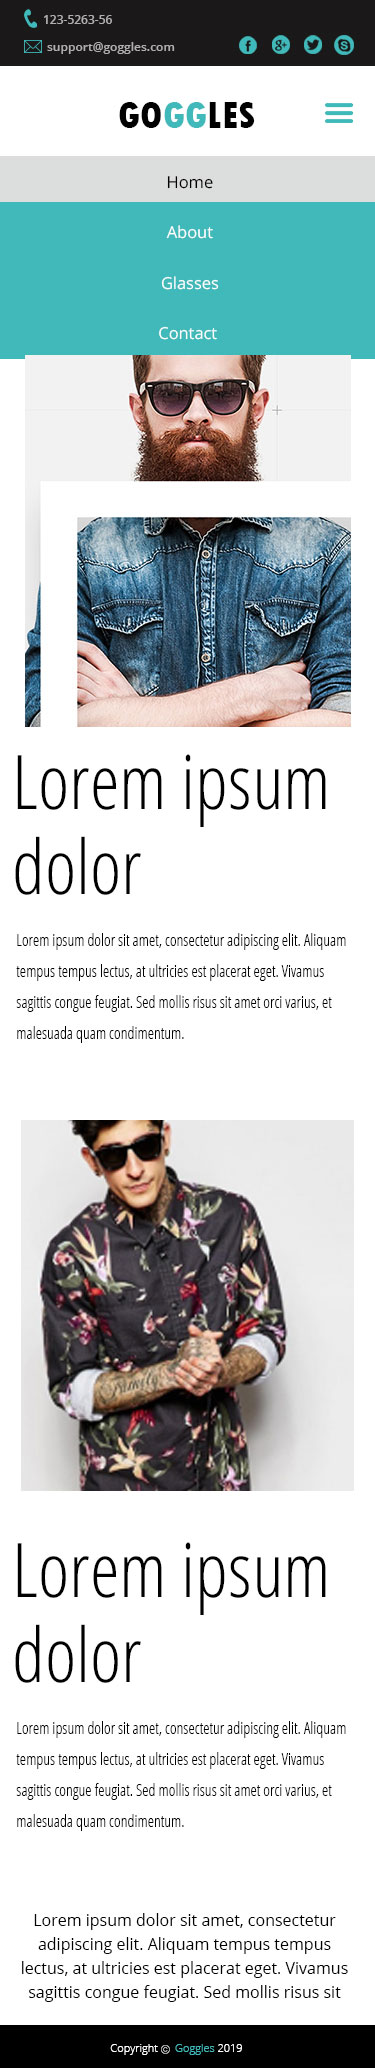 123-5263-56
support@goggles.com
GOGGLES
Home
About
Glasses
Contact
Lorem ipsum
dolor
Lorem ipsum dolor sit amet, consectetur adipiscing elit. Aliquam
tempus tempus lectus, at ultricies est placerat eget. Vivamus
sagittis congue feugiat. Sed mollis risus sit amet orci varius, et
malesuada quam condimentum.
Family
Lorem ipsum
dolor
Lorem ipsum dolor sit amet, consectetur adipiscing elit. Aliquam
tempus tempus lectus, at ultricies est placerat eget. Vivamus
sagittis congue feugiat. Sed mollis risus sit amet orci varius, et
malesuada quam condimentum.
Lorem ipsum dolor sit amet, consectetur
adipiscing elit. Aliquam tempus tempus
lectus, at ultricies est placerat eget. Vivamus
sagittis congue feugiat. Sed mollis risus sit
Copyright © Goggles 2019